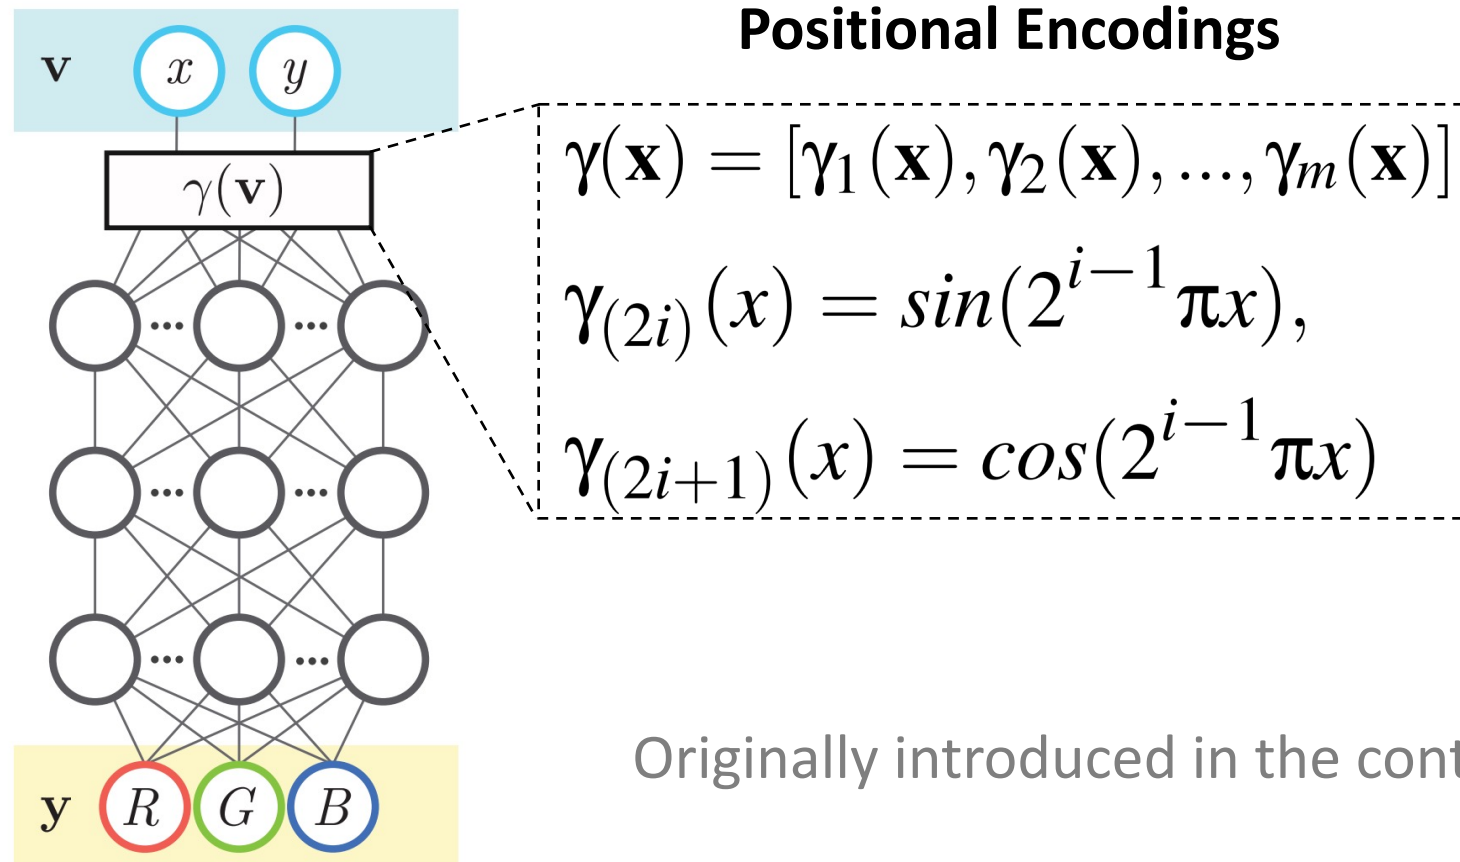 Positional Encodings
v x y
γ(v)
γ(x) = [γ₁(x), γ₂(x), ..., γₘ(x)]
γ₍₂ᵢ₎(x) = sin(2^{i−1}πx),
γ₍₂ᵢ₊₁₎(x) = cos(2^{i−1}πx)
... ...
... ...
... ...
Originally introduced in the cont
y R G B